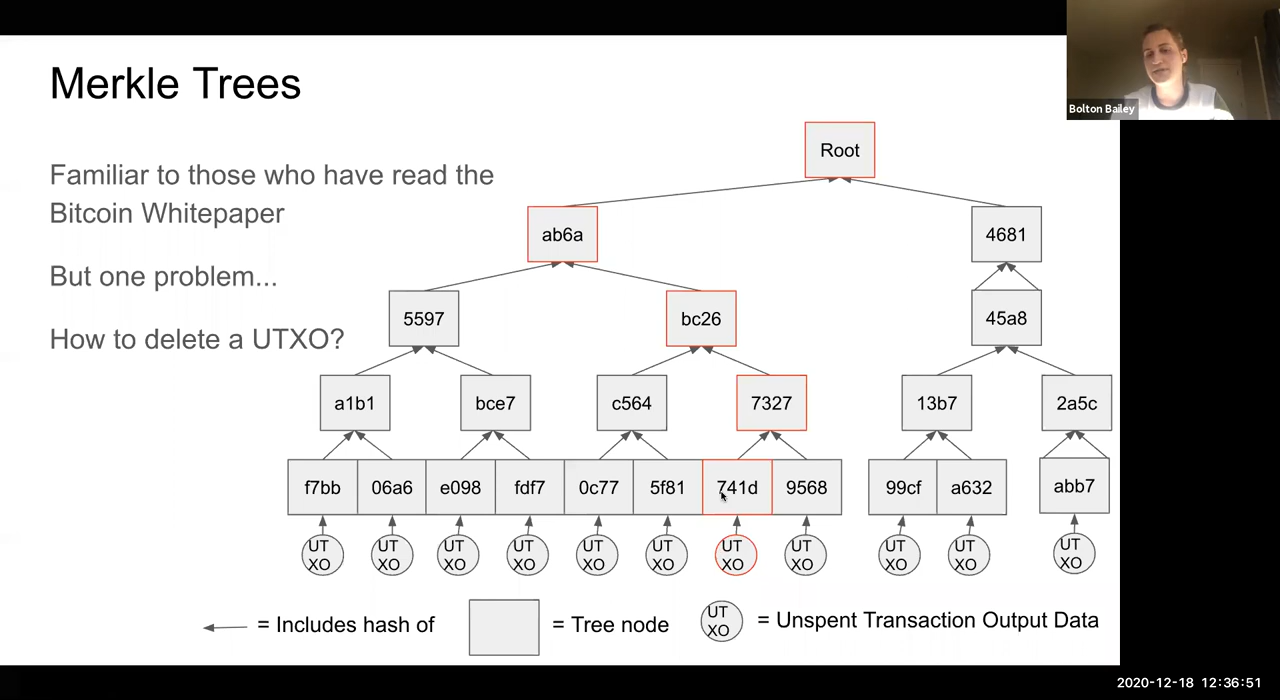 Merkle Trees
Bolton Bailey
Familiar to those who have read the
Bitcoin Whitepaper
But one problem...
How to delete a UTXO?
Root
ab6a
4681
5597
bc26
45a8
a1b1
bce7
c564
7327
13b7
2a5c
f7bb
06a6
e098
fdf7
0c77
5f81
741d
9568
99cf
a632
abb7
UT
XO
UT
XO
UT
XO
UT
XO
UT
XO
UT
XO
UT
XO
UT
XO
UT
XO
UT
XO
UT
XO
= Includes hash of
= Tree node
UT
XO
= Unspent Transaction Output Data
2020-12-18 12:36:51